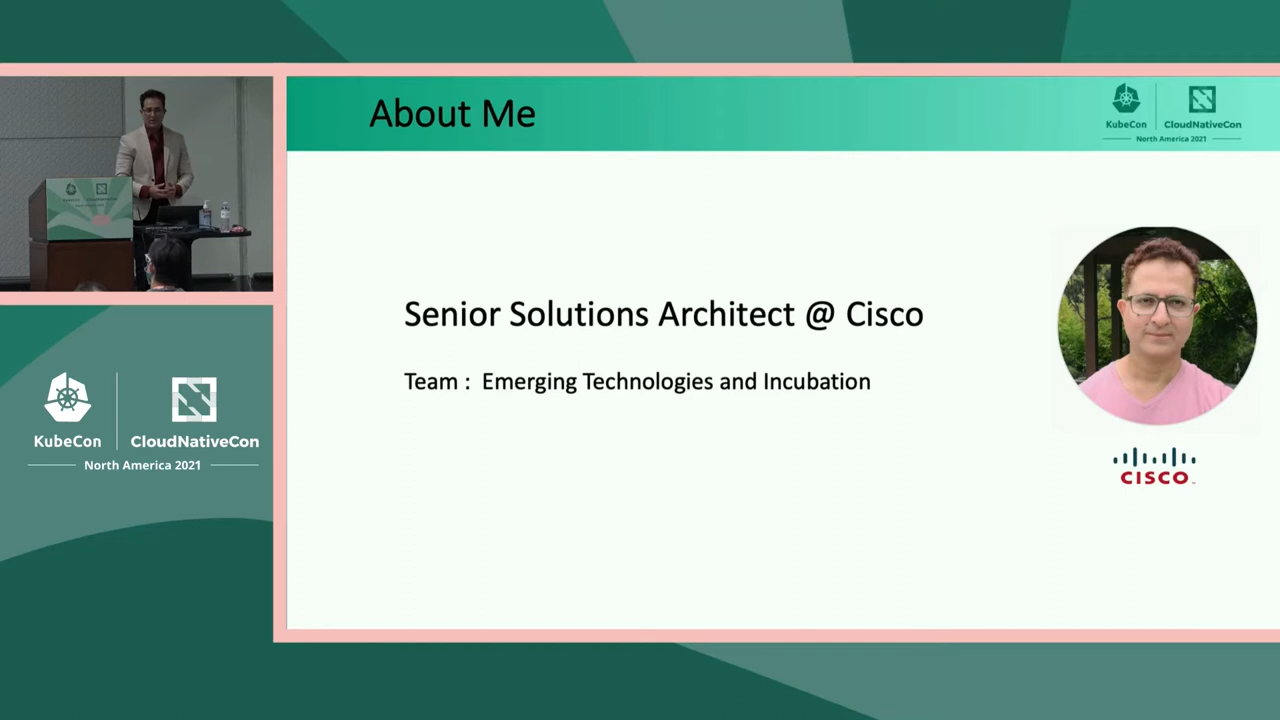 About Me
KubeCon
CloudNativeCon
North America 2021
Senior Solutions Architect @ Cisco
Team : Emerging Technologies and Incubation
CISCO
KubeCon
CloudNativeCon
North America 2021